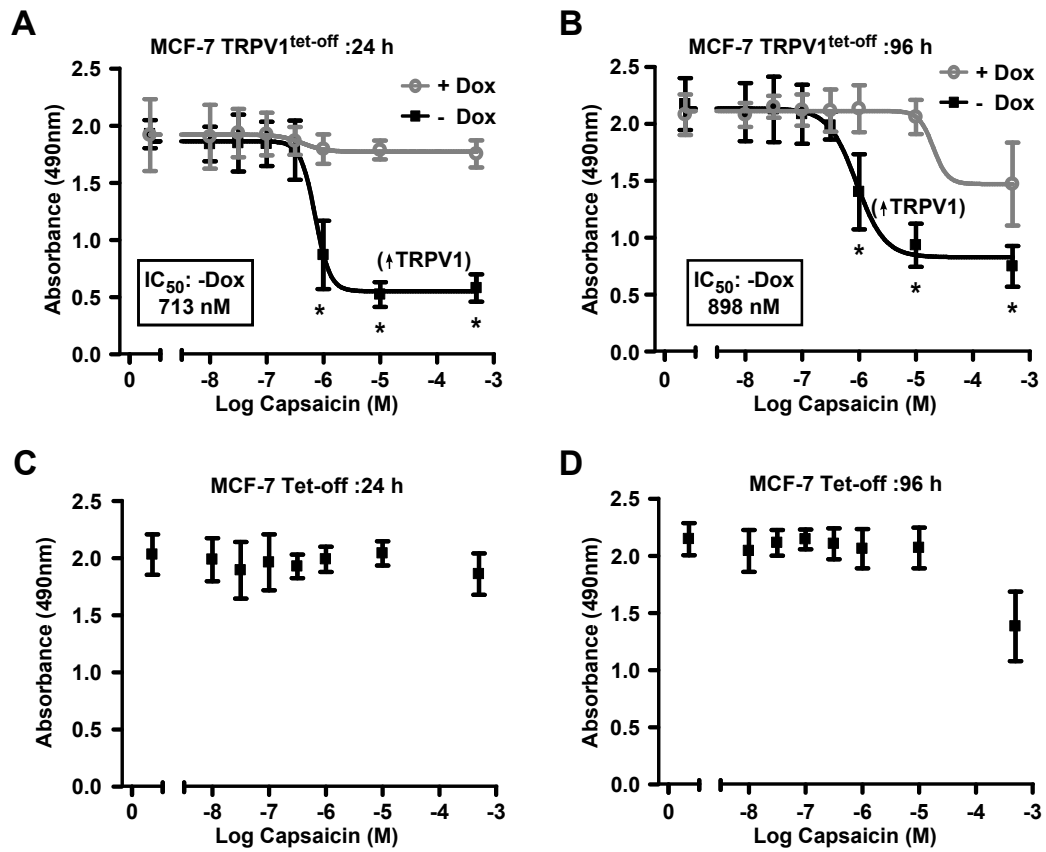 A
MCF-7 TRPV1tet-off :24 h
2.5
2.0
1.5
1.0
0.5
0.0
Absorbance (490nm)
+ Dox
- Dox
(↑TRPV1)
IC50: -Dox
713 nM
*
*
*
0 -8 -7 -6 -5 -4 -3
Log Capsaicin (M)
B
MCF-7 TRPV1tet-off :96 h
2.5
2.0
1.5
1.0
0.5
0.0
Absorbance (490nm)
+ Dox
- Dox
(↑TRPV1)
IC50: -Dox
898 nM
*
*
*
0 -8 -7 -6 -5 -4 -3
Log Capsaicin (M)
C
MCF-7 Tet-off :24 h
2.5
2.0
1.5
1.0
0.5
0.0
Absorbance (490nm)
0 -8 -7 -6 -5 -4 -3
Log Capsaicin (M)
D
MCF-7 Tet-off :96 h
2.5
2.0
1.5
1.0
0.5
0.0
Absorbance (490nm)
0 -8 -7 -6 -5 -4 -3
Log Capsaicin (M)